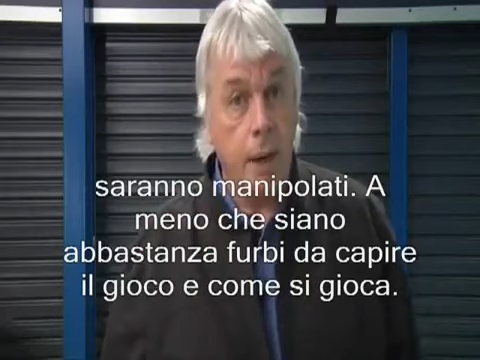 saranno manipolati. A
meno che siano
abbastanza furbi da capire
il gioco e come si gioca.